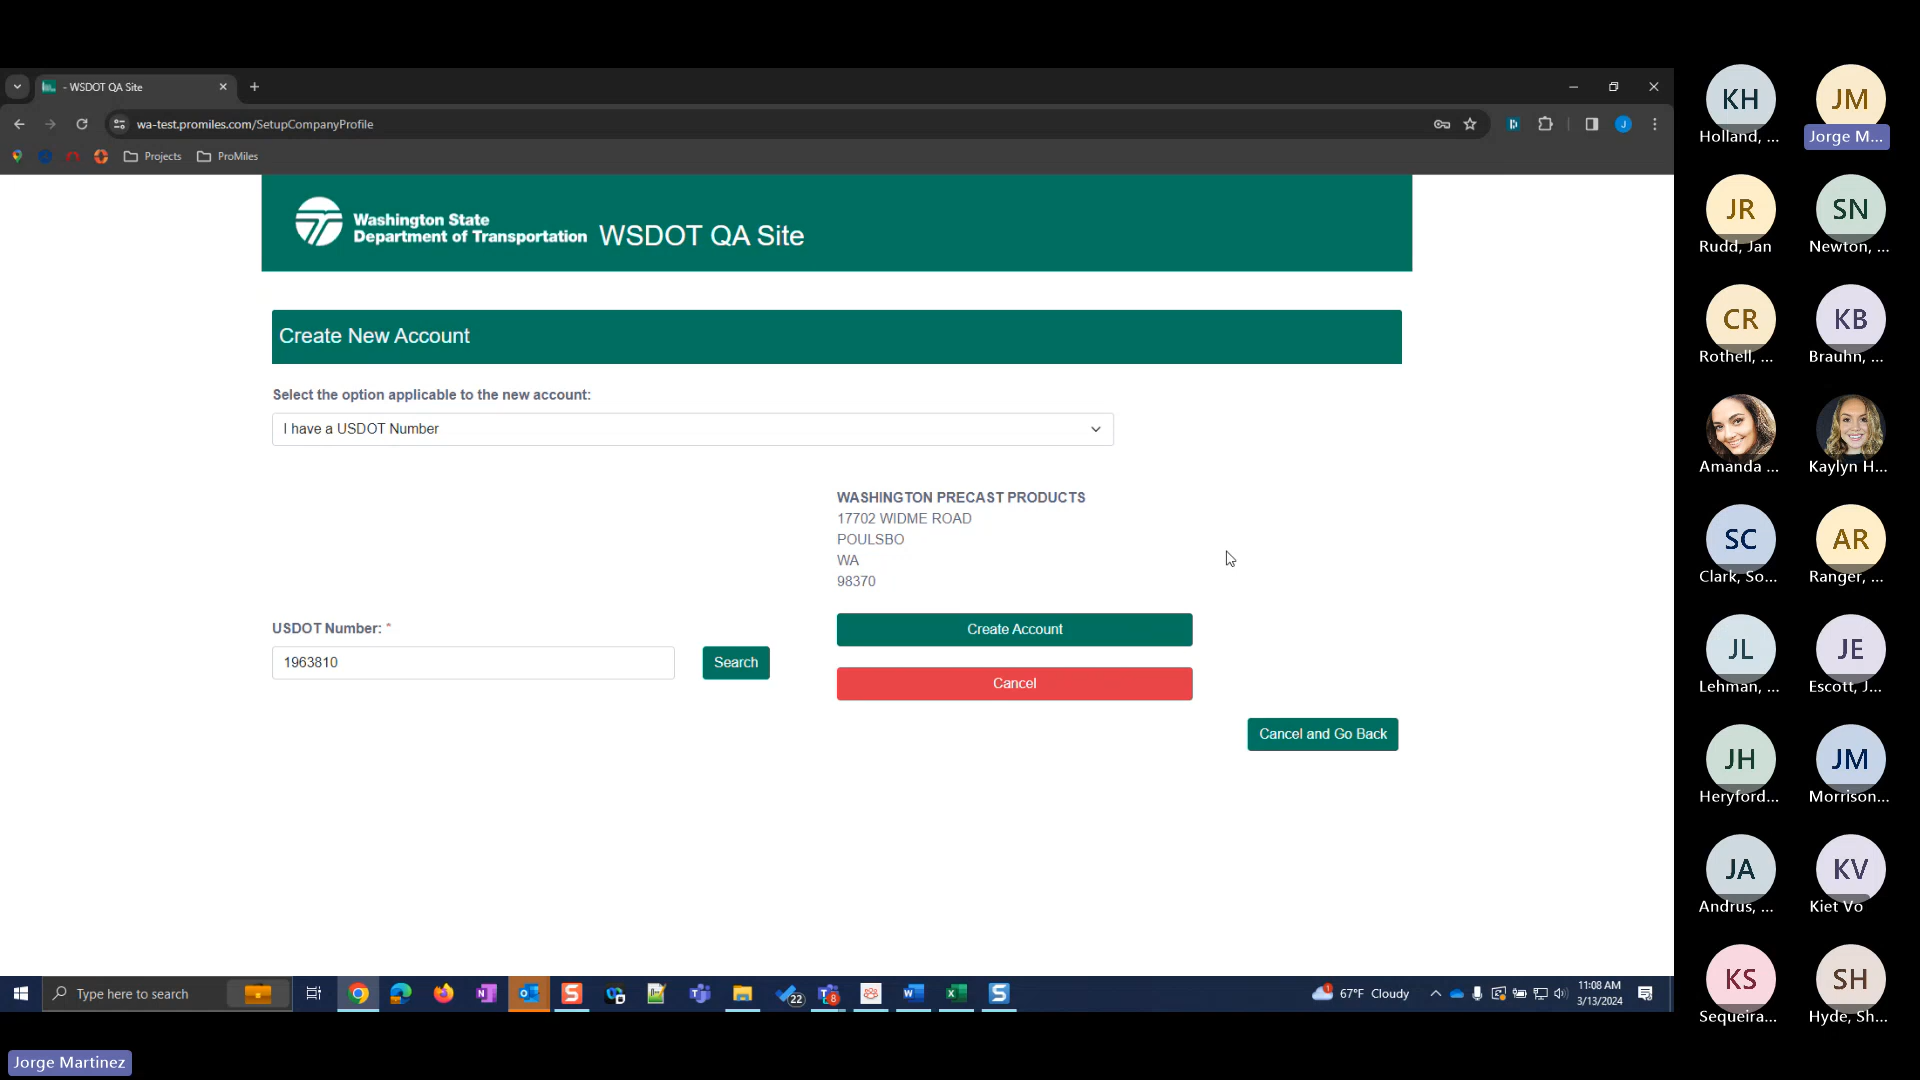 - WSDOT QA Site
wa-test.promiles.com/SetupCompanyProfile
J
Projects
ProMiles
Washington State
Department of Transportation
WSDOT QA Site
Create New Account
Select the option applicable to the new account:
I have a USDOT Number
WASHINGTON PRECAST PRODUCTS
17702 WIDME ROAD
POULSBO
WA
98370
USDOT Number: *
1963810
Search
Create Account
Cancel
Cancel and Go Back
Type here to search
22
8
1
67°F Cloudy
11:08 AM
3/13/2024
Jorge Martinez
KH
Holland, ...
JM
Jorge M...
JR
Rudd, Jan
SN
Newton, ...
CR
Rothell, ...
KB
Brauhn, ...
Amanda ...
Kaylyn H...
SC
Clark, So...
AR
Ranger, ...
JL
Lehman, ...
JE
Escott, J...
JH
Heryford...
JM
Morrison...
JA
Andrus, ...
KV
Kiet Vo
KS
Sequeira...
SH
Hyde, Sh...